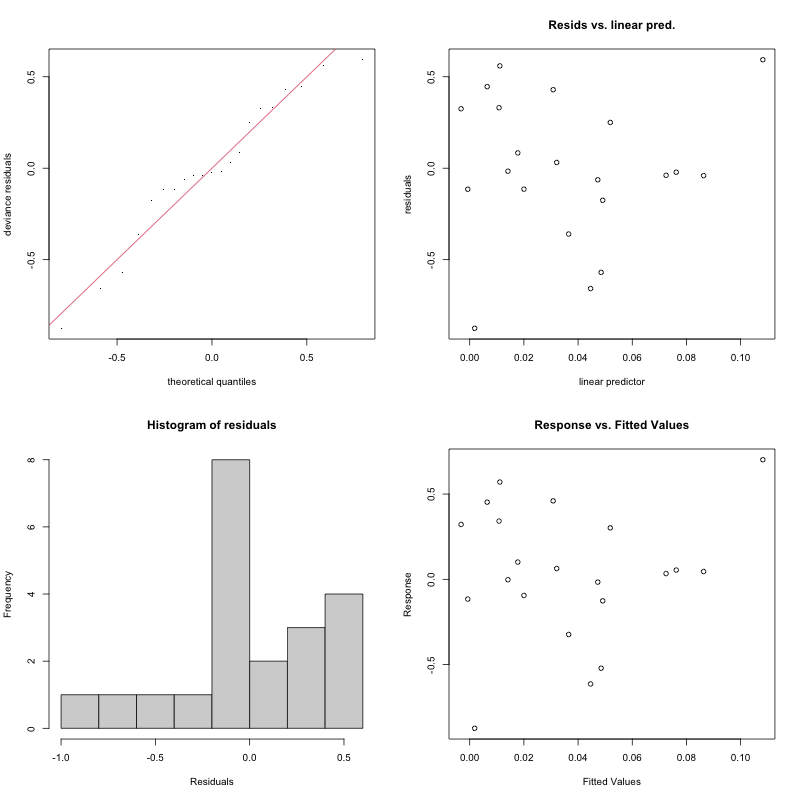 0.5
0.0
-0.5
deviance residuals
-0.5 0.0 0.5
theoretical quantiles
Resids vs. linear pred.
0.5
0.0
-0.5
residuals
0.00 0.02 0.04 0.06 0.08 0.10
linear predictor
Histogram of residuals
8
6
4
2
0
Frequency
-1.0 -0.5 0.0 0.5
Residuals
Response vs. Fitted Values
0.5
0.0
-0.5
Response
0.00 0.02 0.04 0.06 0.08 0.10
Fitted Values